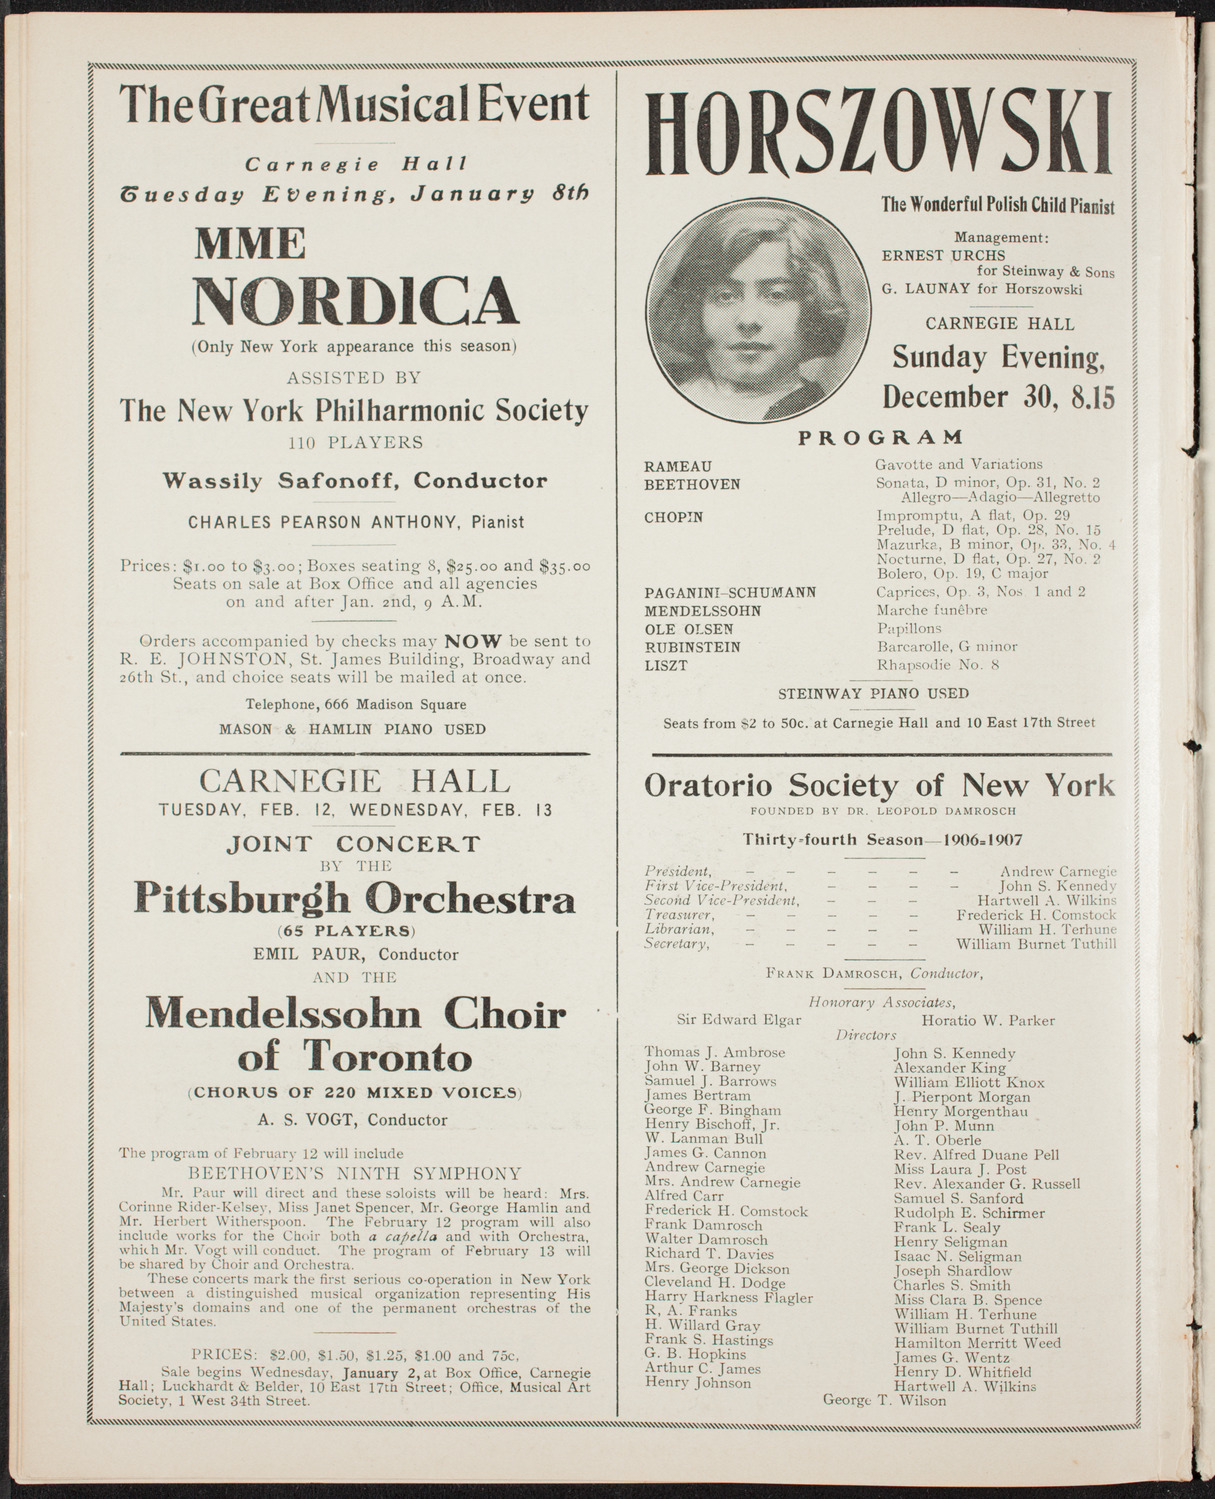 The Great Musical Event
Carnegie Hall
Tuesday Evening, January 8th
MME
NORDICA
(Only New York appearance this season)
ASSISTED BY
The New York Philharmonic Society
110 PLAYERS
Wassily Safonoff, Conductor
CHARLES PEARSON ANTHONY, Pianist
Prices: $1.00 to $3.00; Boxes seating 8, $25.00 and $35.00
Seats on sale at Box Office and all agencies
on and after Jan. 2nd, 9 A.M.
Orders accompanied by checks may NOW be sent to
R. E. JOHNSTON, St. James Building, Broadway and
26th St., and choice seats will be mailed at once.
Telephone, 666 Madison Square
MASON & HAMLIN PIANO USED
CARNEGIE HALL
TUESDAY, FEB. 12, WEDNESDAY, FEB. 13
JOINT CONCERT
BY THE
Pittsburgh Orchestra
(65 PLAYERS)
EMIL PAUR, Conductor
AND THE
Mendelssohn Choir
of Toronto
(CHORUS OF 220 MIXED VOICES)
A. S. VOGT, Conductor
The program of February 12 will include
BEETHOVEN'S NINTH SYMPHONY
Mr. Paur will direct and these soloists will be heard: Mrs.
Corinne Rider-Kelsey, Miss Janet Spencer, Mr. George Hamlin and
Mr. Herbert Witherspoon. The February 12 program will also
include works for the Choir both a capella and with Orchestra,
which Mr. Vogt will conduct. The program of February 13 will
be shared by Choir and Orchestra.
These concerts mark the first serious co-operation in New York
between a distinguished musical organization representing His
Majesty's domains and one of the permanent orchestras of the
United States.
PRICES: $2.00, $1.50, $1.25, $1.00 and 75c,
Sale begins Wednesday, January 2, at Box Office, Carnegie
Hall; Luckhardt & Belder, 10 East 17th Street; Office, Musical Art
Society, 1 West 34th Street.
HORSZOWSKI
The Wonderful Polish Child Pianist
Management:
ERNEST URCHS
for Steinway & Sons
G. LAUNAY for Horszowski
CARNEGIE HALL
Sunday Evening,
December 30, 8.15
PROGRAM
RAMEAU Gavotte and Variations
BEETHOVEN Sonata, D minor, Op. 31, No. 2
Allegro—Adagio—Allegretto
CHOPIN Impromptu, A flat, Op. 29
Prelude, D flat, Op. 28, No. 15
Mazurka, B minor, Op. 33, No. 4
Nocturne, D flat, Op. 27, No. 2
Bolero, Op. 19, C major
PAGANINI-SCHUMANN Caprices, Op. 3, Nos. 1 and 2
MENDELSSOHN Marche funèbre
OLE OLSEN Papillons
RUBINSTEIN Barcarolle, G minor
LISZT Rhapsodie No. 8
STEINWAY PIANO USED
Seats from $2 to 50c. at Carnegie Hall and 10 East 17th Street
Oratorio Society of New York
FOUNDED BY DR. LEOPOLD DAMROSCH
Thirty-fourth Season—1906-1907
President, – – – – – – Andrew Carnegie
First Vice-President, – – – – John S. Kennedy
Second Vice-President, – – – Hartwell A. Wilkins
Treasurer, – – – – – Frederick H. Comstock
Librarian, – – – – – William H. Terhune
Secretary, – – – – – William Burnet Tuthill
FRANK DAMROSCH, Conductor,
Honorary Associates,
Sir Edward Elgar Horatio W. Parker
Directors
Thomas J. Ambrose
John W. Barney
Samuel J. Barrows
James Bertram
George F. Bingham
Henry Bischoff, Jr.
W. Lanman Bull
James G. Cannon
Andrew Carnegie
Mrs. Andrew Carnegie
Alfred Carr
Frederick H. Comstock
Frank Damrosch
Walter Damrosch
Richard T. Davies
Mrs. George Dickson
Cleveland H. Dodge
Harry Harkness Flagler
R, A. Franks
H. Willard Gray
Frank S. Hastings
G. B. Hopkins
Arthur C. James
Henry Johnson
John S. Kennedy
Alexander King
William Elliott Knox
J. Pierpont Morgan
Henry Morgenthau
John P. Munn
A. T. Oberle
Rev. Alfred Duane Pell
Miss Laura J. Post
Rev. Alexander G. Russell
Samuel S. Sanford
Rudolph E. Schirmer
Frank L. Sealy
Henry Seligman
Isaac N. Seligman
Joseph Shardlow
Charles S. Smith
Miss Clara B. Spence
William H. Terhune
William Burnet Tuthill
Hamilton Merritt Weed
James G. Wentz
Henry D. Whitfield
Hartwell A. Wilkins
George T. Wilson